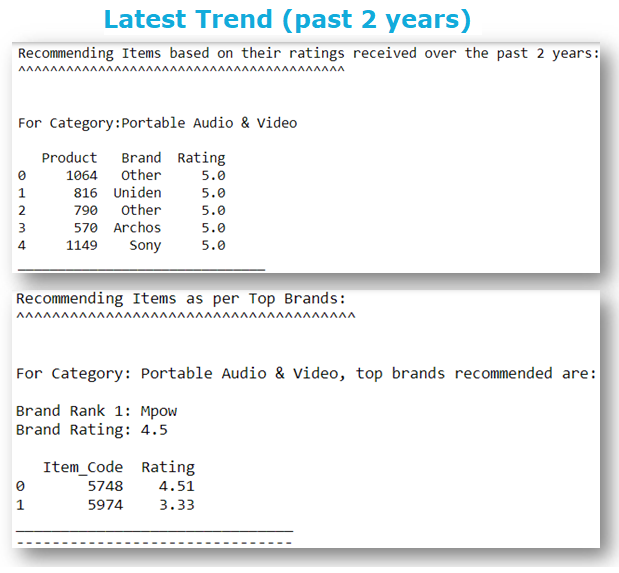 Latest Trend (past 2 years)
Recommending Items based on their ratings received over the past 2 years:
^^^^^^^^^^^^^^^^^^^^^^^^^^^^^^^^^^^^^^^^^
For Category:Portable Audio & Video
Product Brand Rating
0 1064 Other 5.0
1 816 Uniden 5.0
2 790 Other 5.0
3 570 Archos 5.0
4 1149 Sony 5.0
_______________________________
Recommending Items as per Top Brands:
^^^^^^^^^^^^^^^^^^^^^^^^^^^^^^^^^^^^^^
For Category: Portable Audio & Video, top brands recommended are:
Brand Rank 1: Mpow
Brand Rating: 4.5
Item_Code Rating
0 5748 4.51
1 5974 3.33
_______________________________
-------------------------------